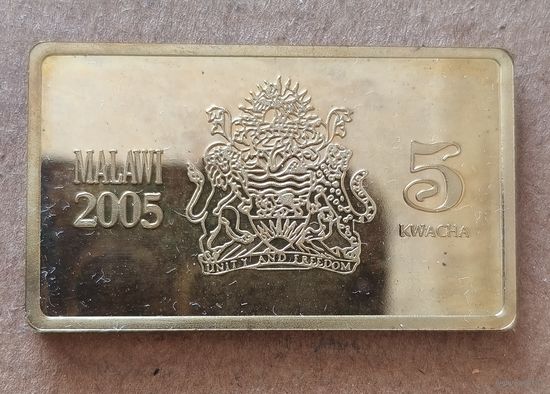 MALAWI
2005
5
KWACHA
UNITY AND FREEDOM